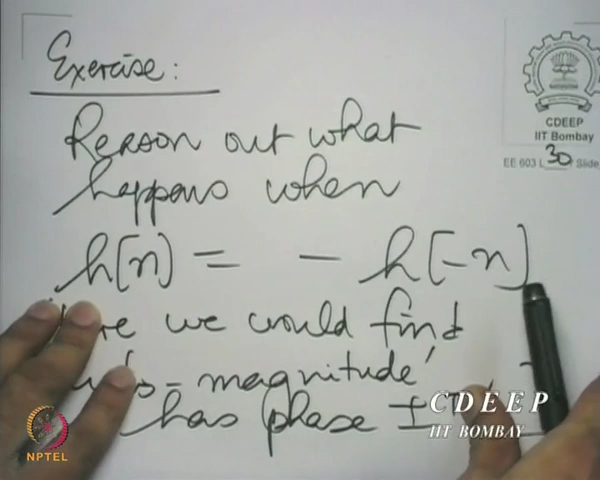 Exercise:
Reason out what
happens when
h[n] = - h[-n]
we would find
magnitude'
has phase ±
CDEEP
IIT Bombay
EE 603 L 30 Slide
CDEEP
IIT BOMBAY
NPTEL